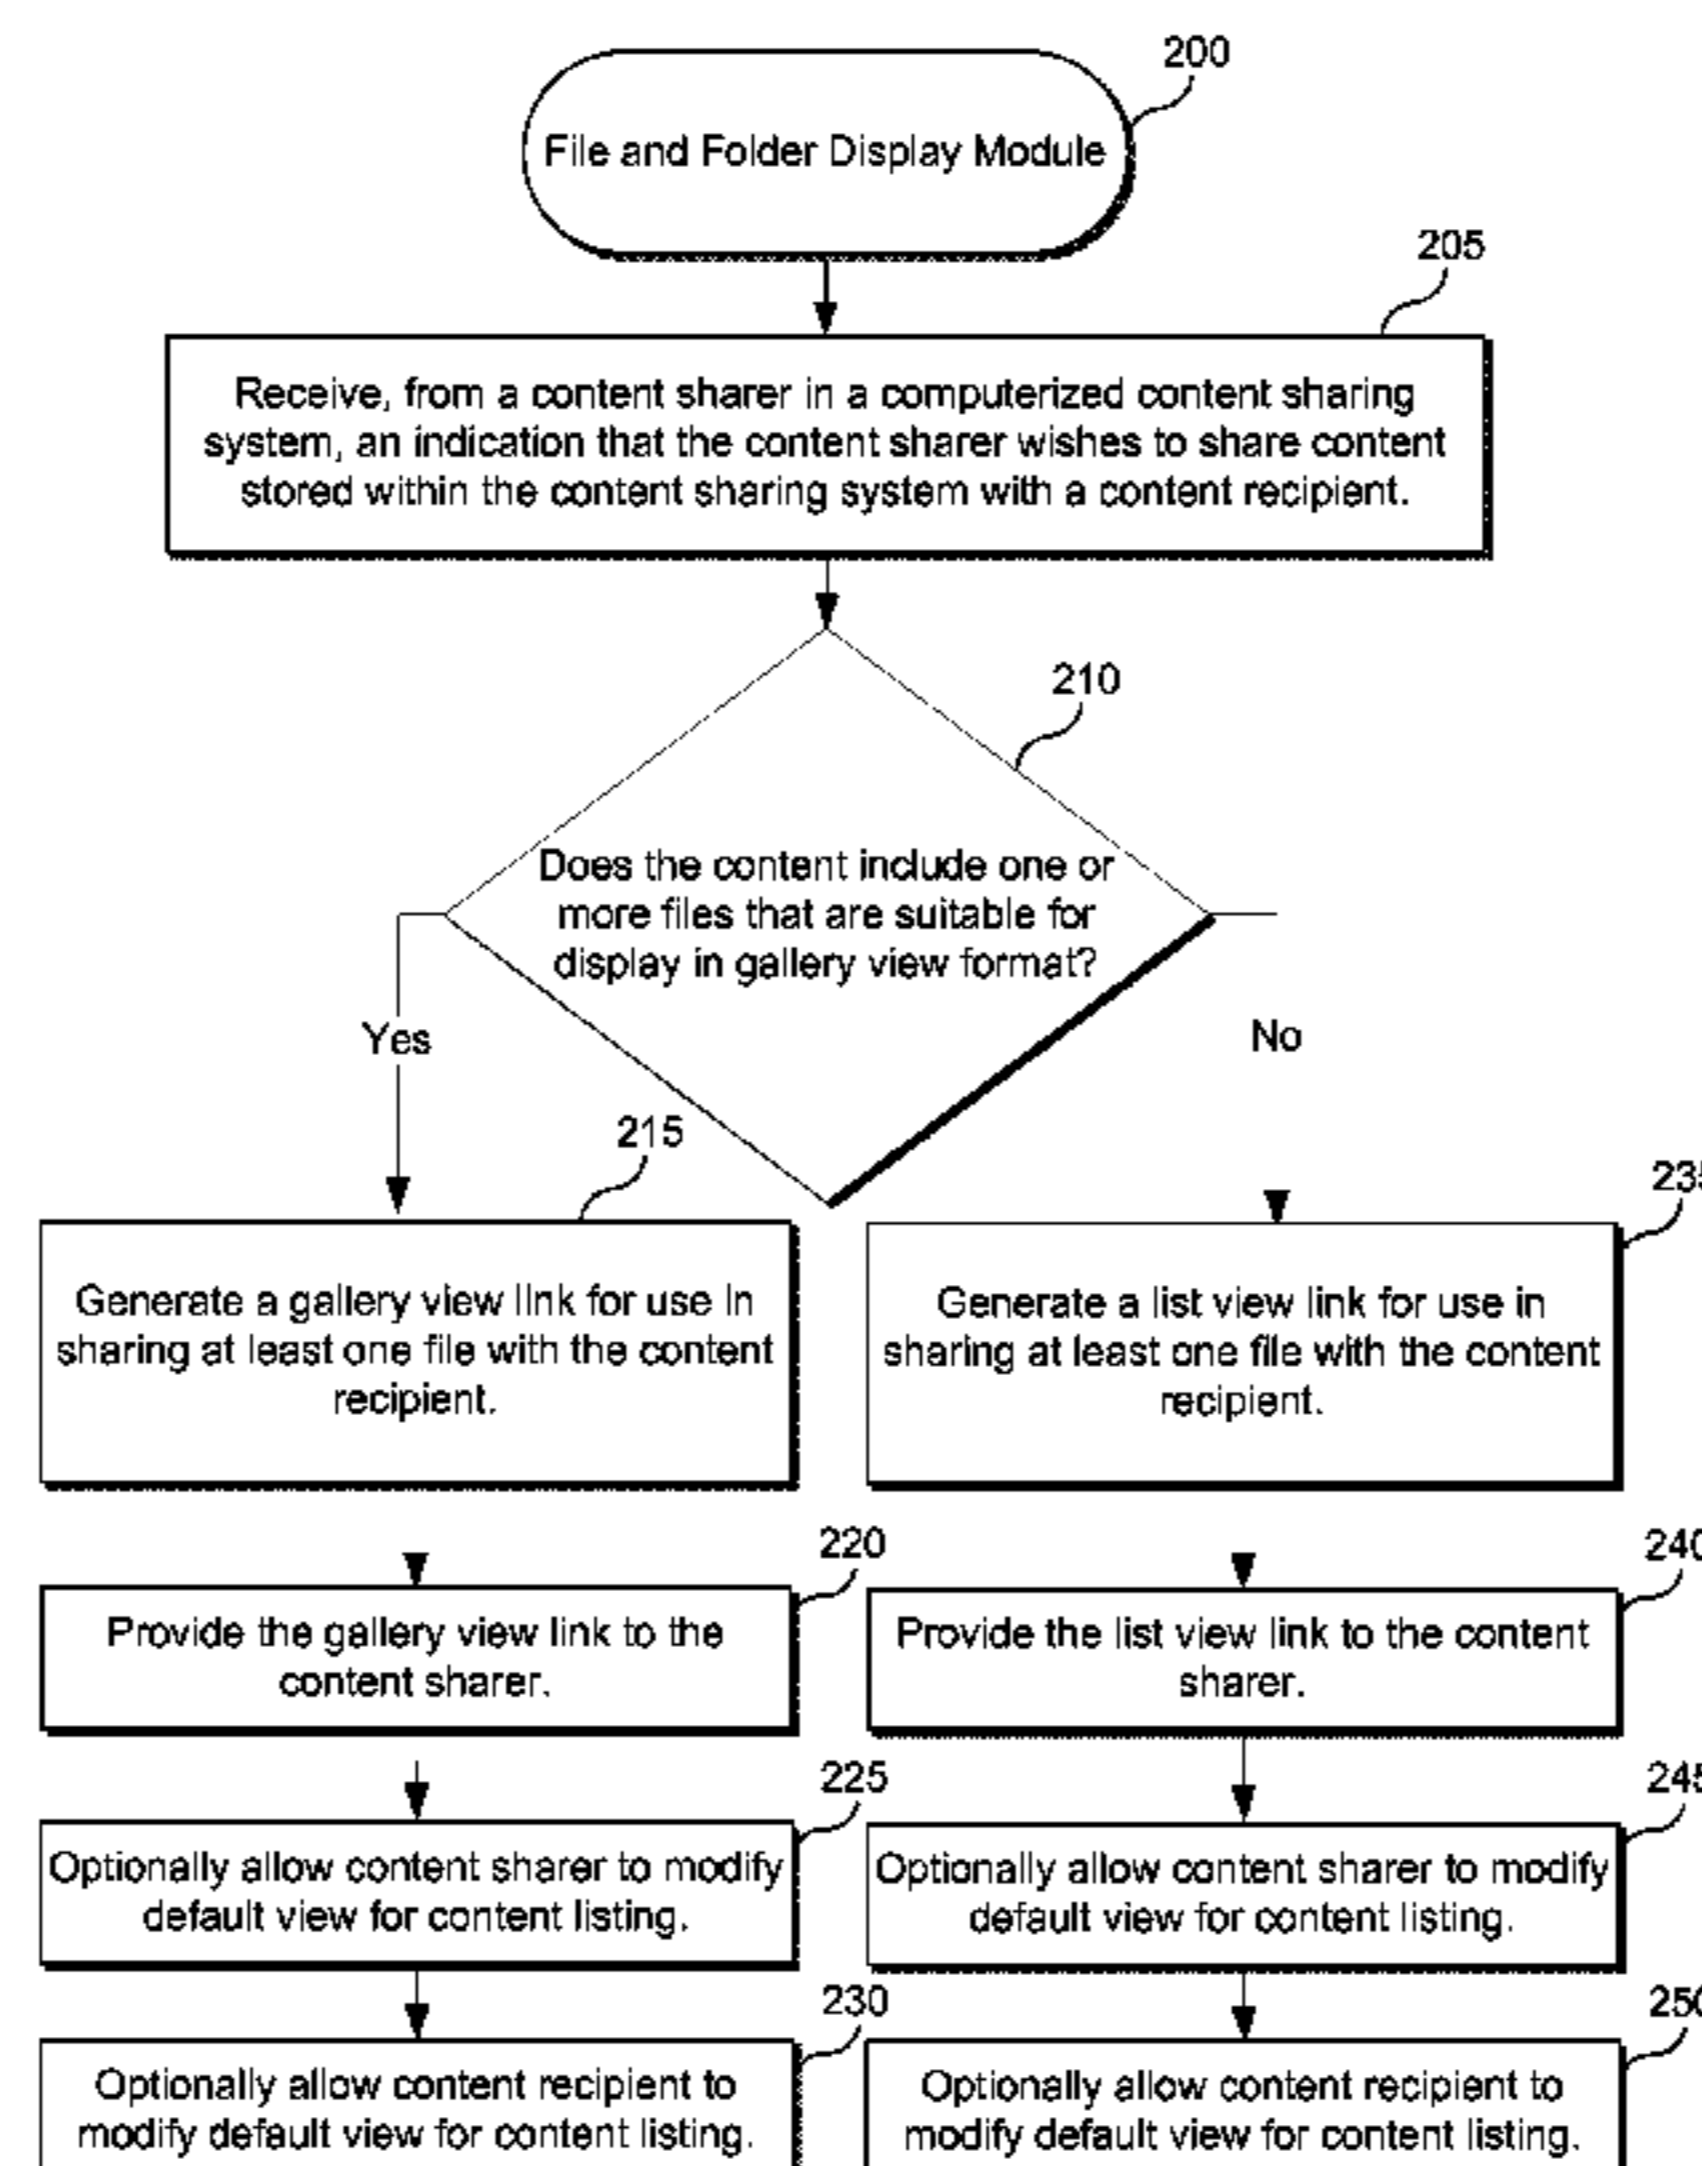 200
File and Folder Display Module
205
Receive, from a content sharer in a computerized content sharing
system, an indication that the content sharer wishes to share content
stored within the content sharing system with a content recipient.
210
Does the content include one or
more files that are suitable for
display in gallery view format?
Yes
No
215
Generate a gallery view link for use in
sharing at least one file with the content
recipient.
235
Generate a list view link for use in
sharing at least one file with the content
recipient.
220
Provide the gallery view link to the
content sharer.
240
Provide the list view link to the content
sharer.
225
Optionally allow content sharer to modify
default view for content listing.
245
Optionally allow content sharer to modify
default view for content listing.
230
Optionally allow content recipient to
modify default view for content listing.
250
Optionally allow content recipient to
modify default view for content listing.